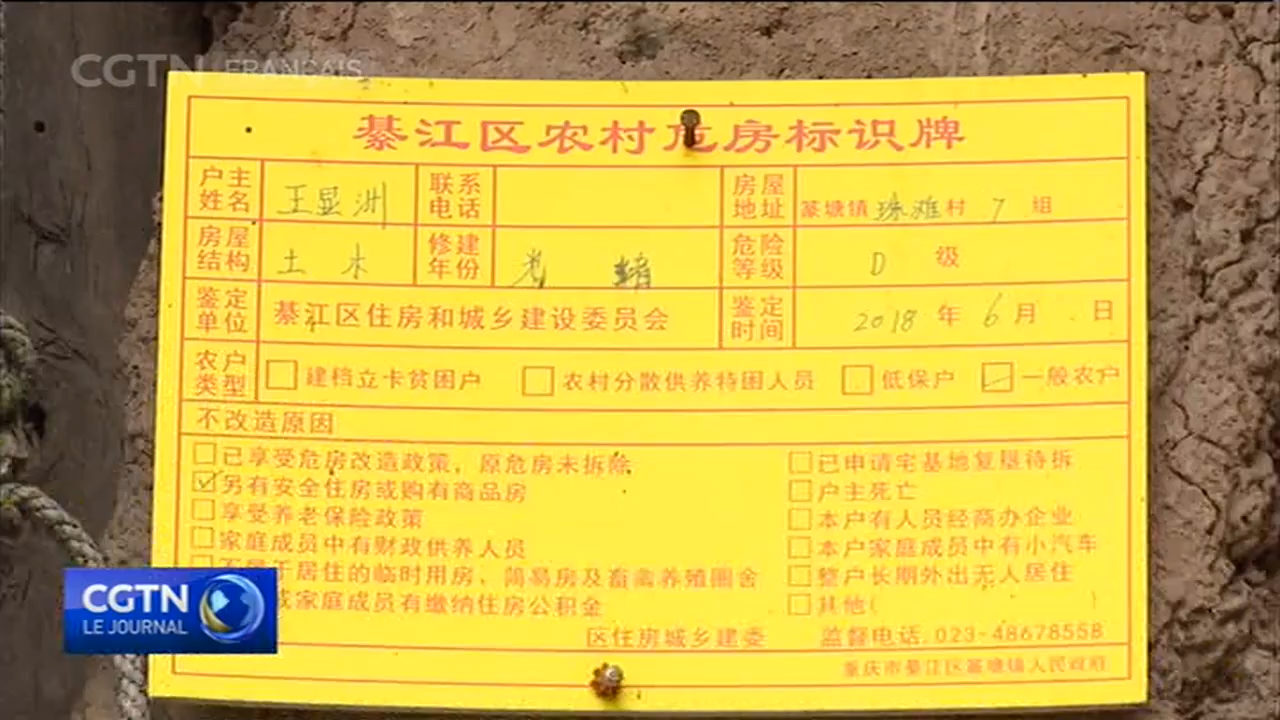 CGTN FRANÇAIS
綦江区农村危房标识牌
户主姓名 王显洲 联系电话 房屋地址 篆塘镇珠滩村 7 组
房屋结构 土 木 修建年份 危险等级 D 级
鉴定单位 綦江区住房和城乡建设委员会 鉴定时间 2018 年 6 月 日
农户类型 建档立卡贫困户 农村分散供养特困人员 低保户 一般农户
不改造原因
已享受危房改造政策，原危房未拆除 已申请宅基地复垦待拆
另有安全住房或购有商品房 户主死亡
享受养老保险政策 本户有人员经商办企业
家庭成员中有财政供养人员 本户家庭成员中有小汽车
居住的临时用房、简易房及畜禽养殖圈舍 整户长期外出无人居住
家庭成员有缴纳住房公积金 其他( )
区住房城乡建委 监督电话.023-48678558
重庆市綦江区篆塘镇人民政府
CGTN
LE JOURNAL